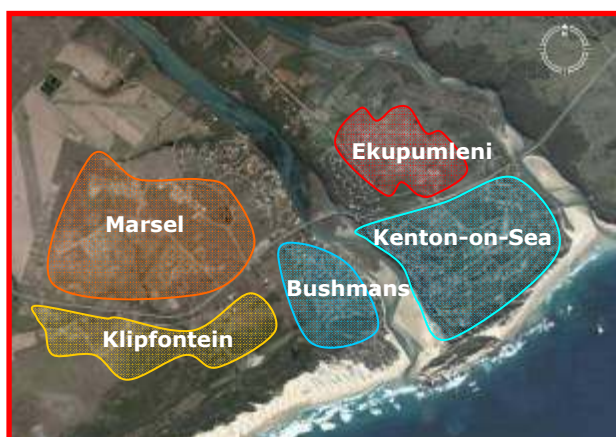 Ekupumleni
Marsel
Kenton-on-Sea
Bushmans
Klipfontein